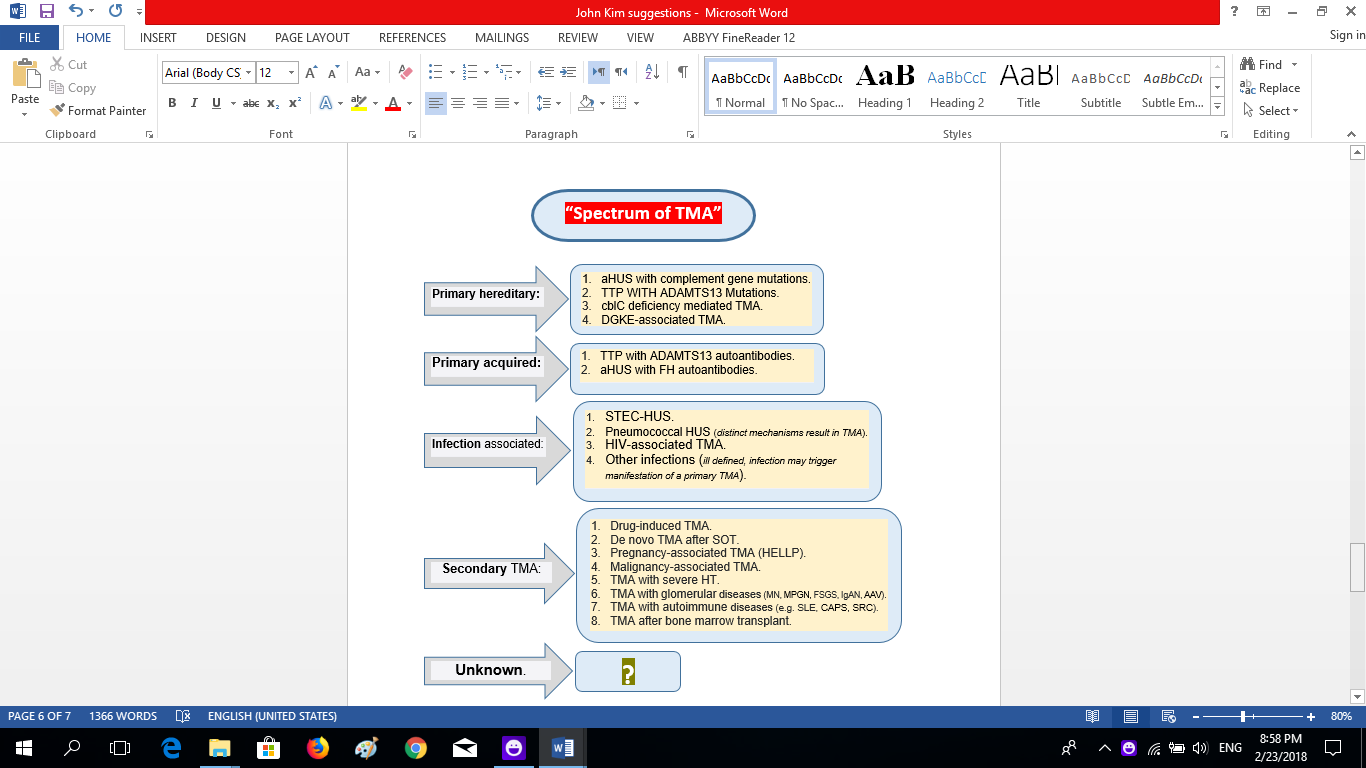 John Kim suggestions - Microsoft Word
FILE
HOME
INSERT
DESIGN
PAGE LAYOUT
REFERENCES
MAILINGS
REVIEW
VIEW
ABBYY FineReader 12
Sign in
Paste
Cut
Copy
Format Painter
Clipboard
Arial (Body CS)
12
Font
Paragraph
AaBbCcDc
¶ Normal
AaBbCcDc
¶ No Spac...
AaB
Heading 1
AaBbCcD
Heading 2
AaBb
Title
AaBbCcD
Subtitle
AaBbCcDc
Subtle Em...
Styles
Find
Replace
Select
Editing
“Spectrum of TMA”
Primary hereditary:
1. aHUS with complement gene mutations.
2. TTP WITH ADAMTS13 Mutations.
3. cblC deficiency mediated TMA.
4. DGKE-associated TMA.
Primary acquired:
1. TTP with ADAMTS13 autoantibodies.
2. aHUS with FH autoantibodies.
Infection associated:
1. STEC-HUS.
2. Pneumococcal HUS (distinct mechanisms result in TMA).
3. HIV-associated TMA.
4. Other infections (ill defined, infection may trigger
manifestation of a primary TMA).
Secondary TMA:
1. Drug-induced TMA.
2. De novo TMA after SOT.
3. Pregnancy-associated TMA (HELLP).
4. Malignancy-associated TMA.
5. TMA with severe HT.
6. TMA with glomerular diseases (MN, MPGN, FSGS, IgAN, AAV).
7. TMA with autoimmune diseases (e.g. SLE, CAPS, SRC).
8. TMA after bone marrow transplant.
Unknown.
?
PAGE 6 OF 7
1366 WORDS
ENGLISH (UNITED STATES)
80%
ENG
8:58 PM
2/23/2018